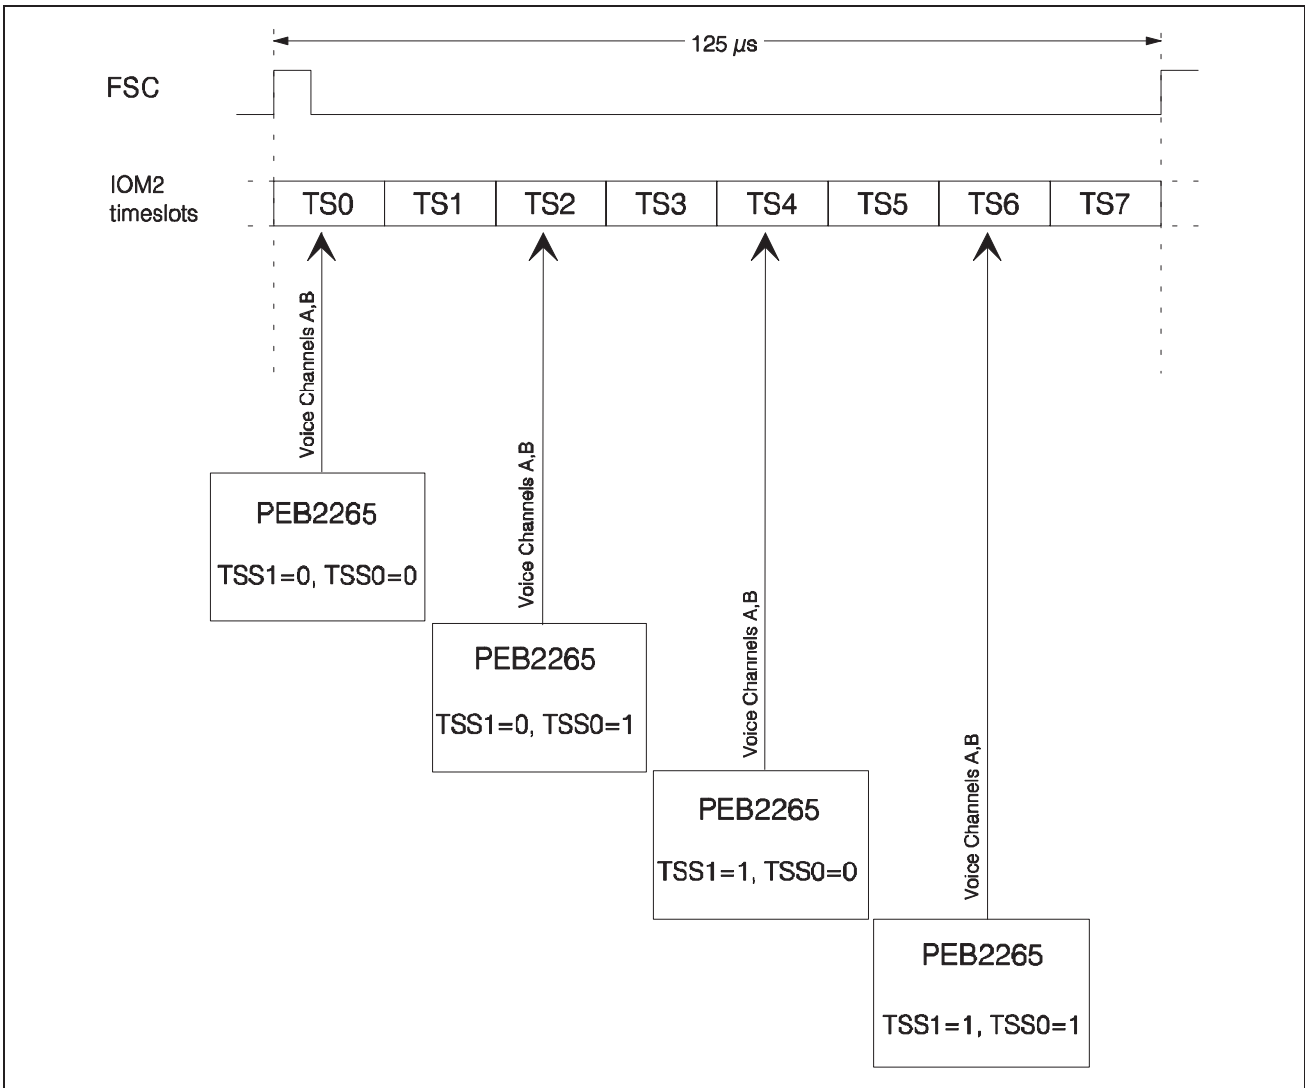 125 µs
FSC
IOM2
timeslots
TS0 TS1 TS2 TS3 TS4 TS5 TS6 TS7
Voice Channels A,B
Voice Channels A,B
Voice Channels A,B
Voice Channels A,B
PEB2265
TSS1=0, TSS0=0
PEB2265
TSS1=0, TSS0=1
PEB2265
TSS1=1, TSS0=0
PEB2265
TSS1=1, TSS0=1